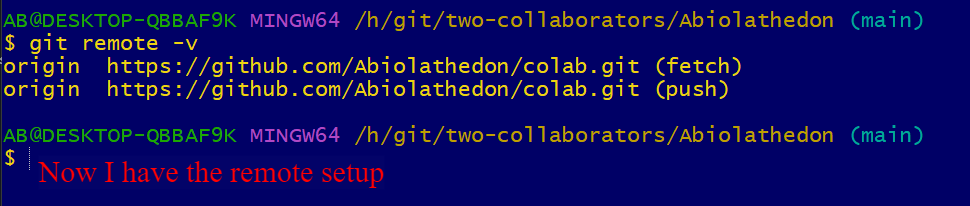 AB@DESKTOP-QBBAF9K MINGW64 /h/git/two-collaborators/Abiolathedon (main)
$ git remote -v
origin  https://github.com/Abiolathedon/colab.git (fetch)
origin  https://github.com/Abiolathedon/colab.git (push)
AB@DESKTOP-QBBAF9K MINGW64 /h/git/two-collaborators/Abiolathedon (main)
$
Now I have the remote setup